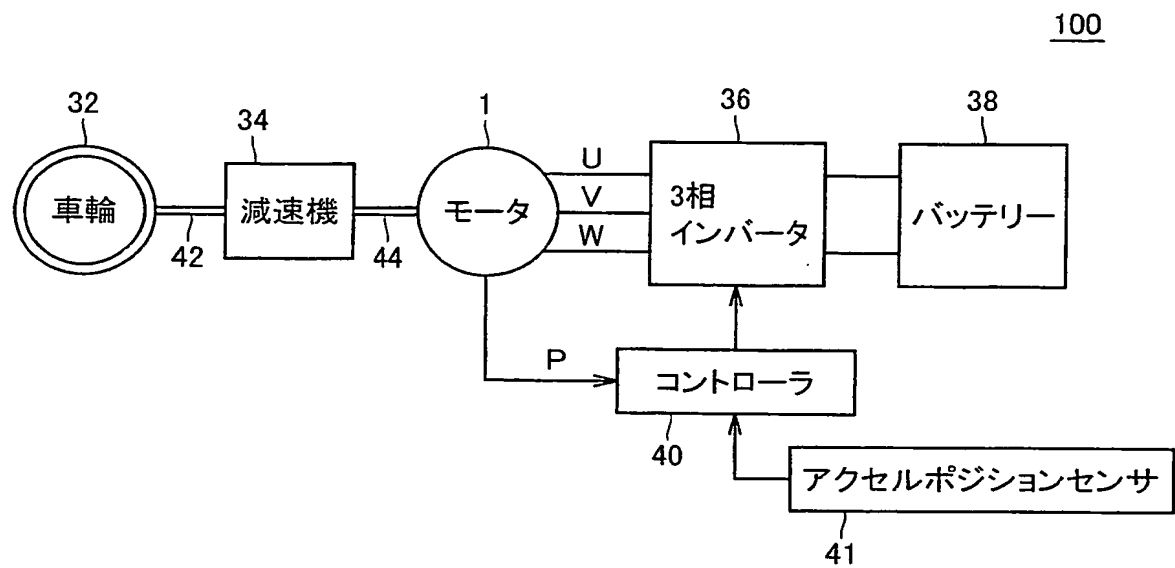 100
32
34
1
36
38
車輪
減速機
モータ
U
V
W
3相
インバータ
バッテリー
42
44
P
コントローラ
40
アクセルポジションセンサ
41